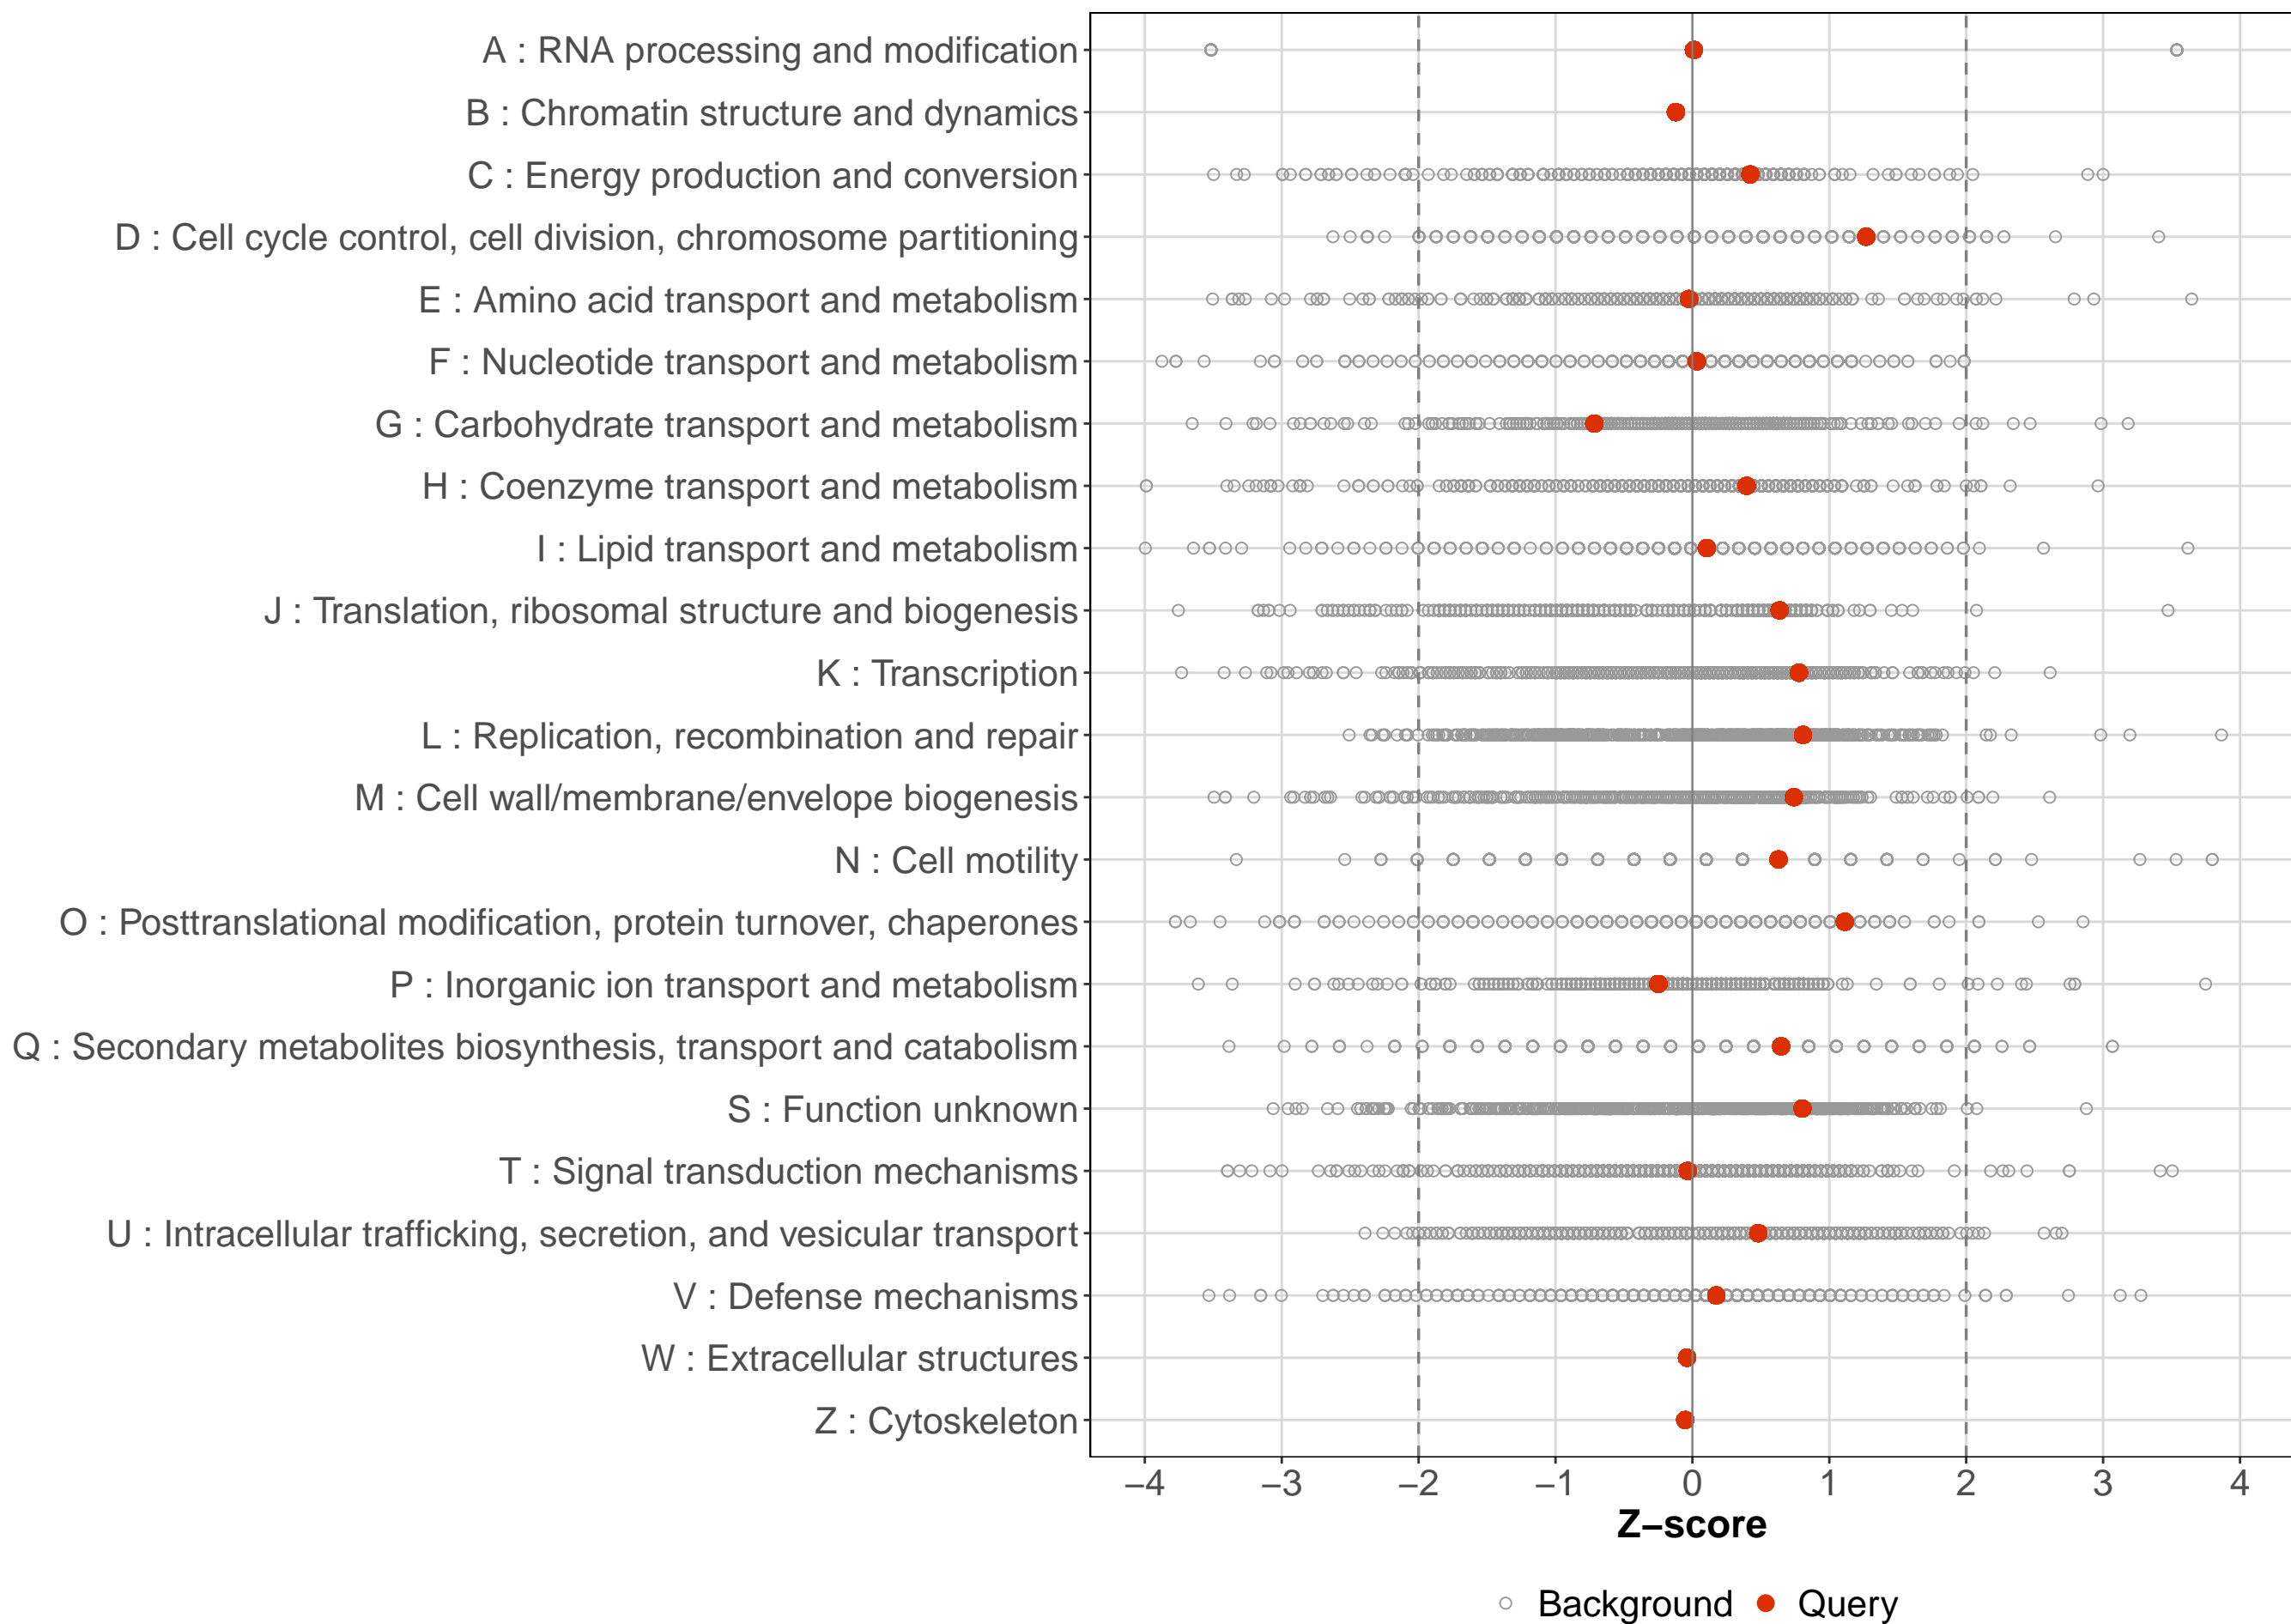 A : RNA processing and modification
B : Chromatin structure and dynamics
C : Energy production and conversion
D : Cell cycle control, cell division, chromosome partitioning
E : Amino acid transport and metabolism
F : Nucleotide transport and metabolism
G : Carbohydrate transport and metabolism
H : Coenzyme transport and metabolism
I : Lipid transport and metabolism
J : Translation, ribosomal structure and biogenesis
K : Transcription
L : Replication, recombination and repair
M : Cell wall/membrane/envelope biogenesis
N : Cell motility
O : Posttranslational modification, protein turnover, chaperones
P : Inorganic ion transport and metabolism
Q : Secondary metabolites biosynthesis, transport and catabolism
S : Function unknown
T : Signal transduction mechanisms
U : Intracellular trafficking, secretion, and vesicular transport
V : Defense mechanisms
W : Extracellular structures
Z : Cytoskeleton
−4 −3 −2 −1 0 1 2 3 4
Z−score
Background Query